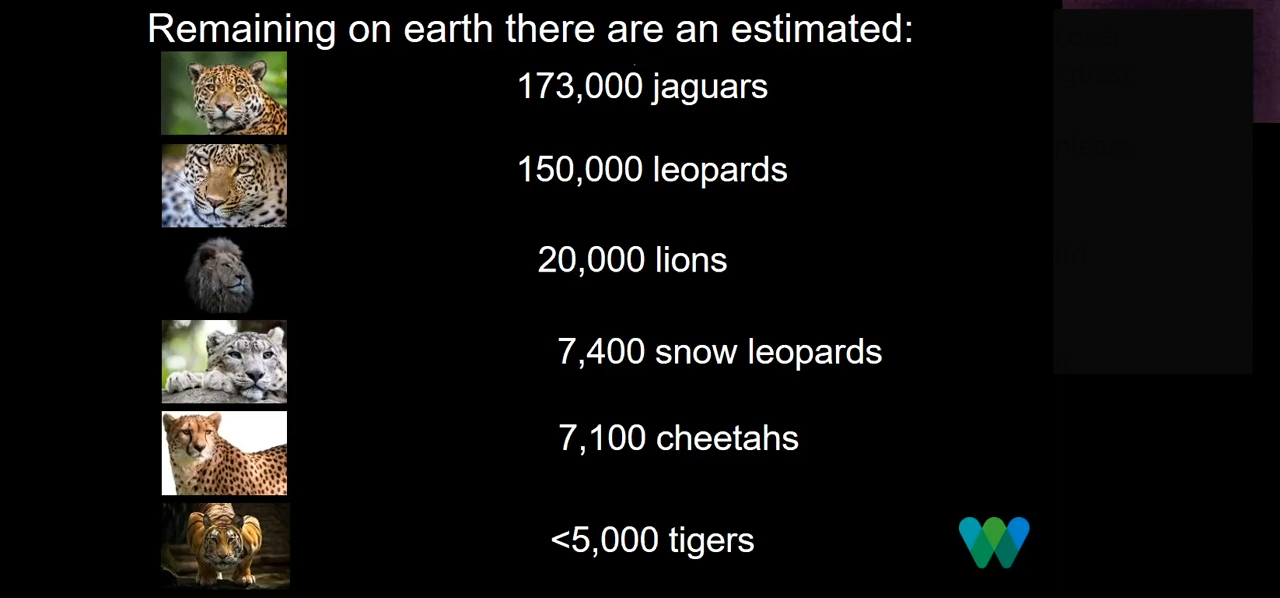 Remaining on earth there are an estimated:
173,000 jaguars
150,000 leopards
20,000 lions
7,400 snow leopards
7,100 cheetahs
<5,000 tigers